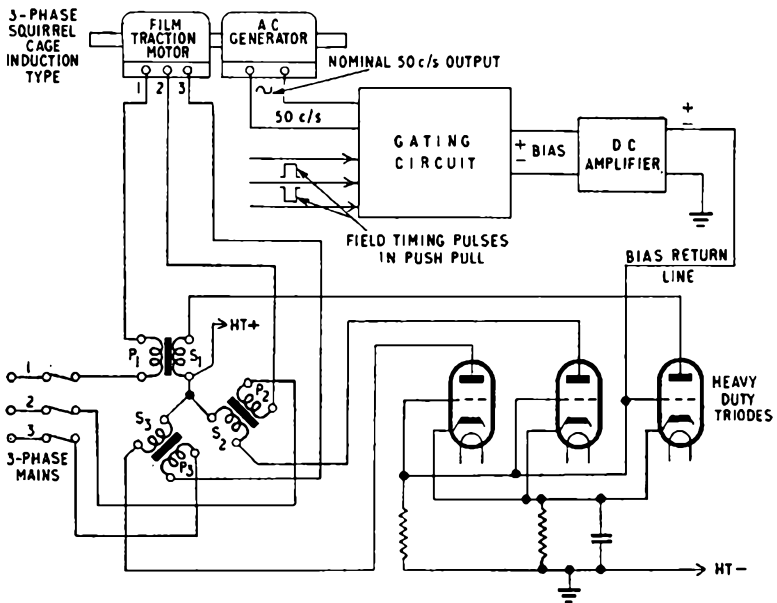 3-PHASE
SQUIRREL
CAGE
INDUCTION
TYPE
FILM
TRACTION
MOTOR
1 2 3
A C
GENERATOR
NOMINAL 50 c/s OUTPUT
50 c/s
GATING
CIRCUIT
+
-
BIAS
DC
AMPLIFIER
+
-
FIELD TIMING PULSES
IN PUSH PULL
BIAS RETURN
LINE
HT+
P1
S1
P2
S2
S3
P3
1
2
3
3-PHASE
MAINS
HEAVY
DUTY
TRIODES
HT-